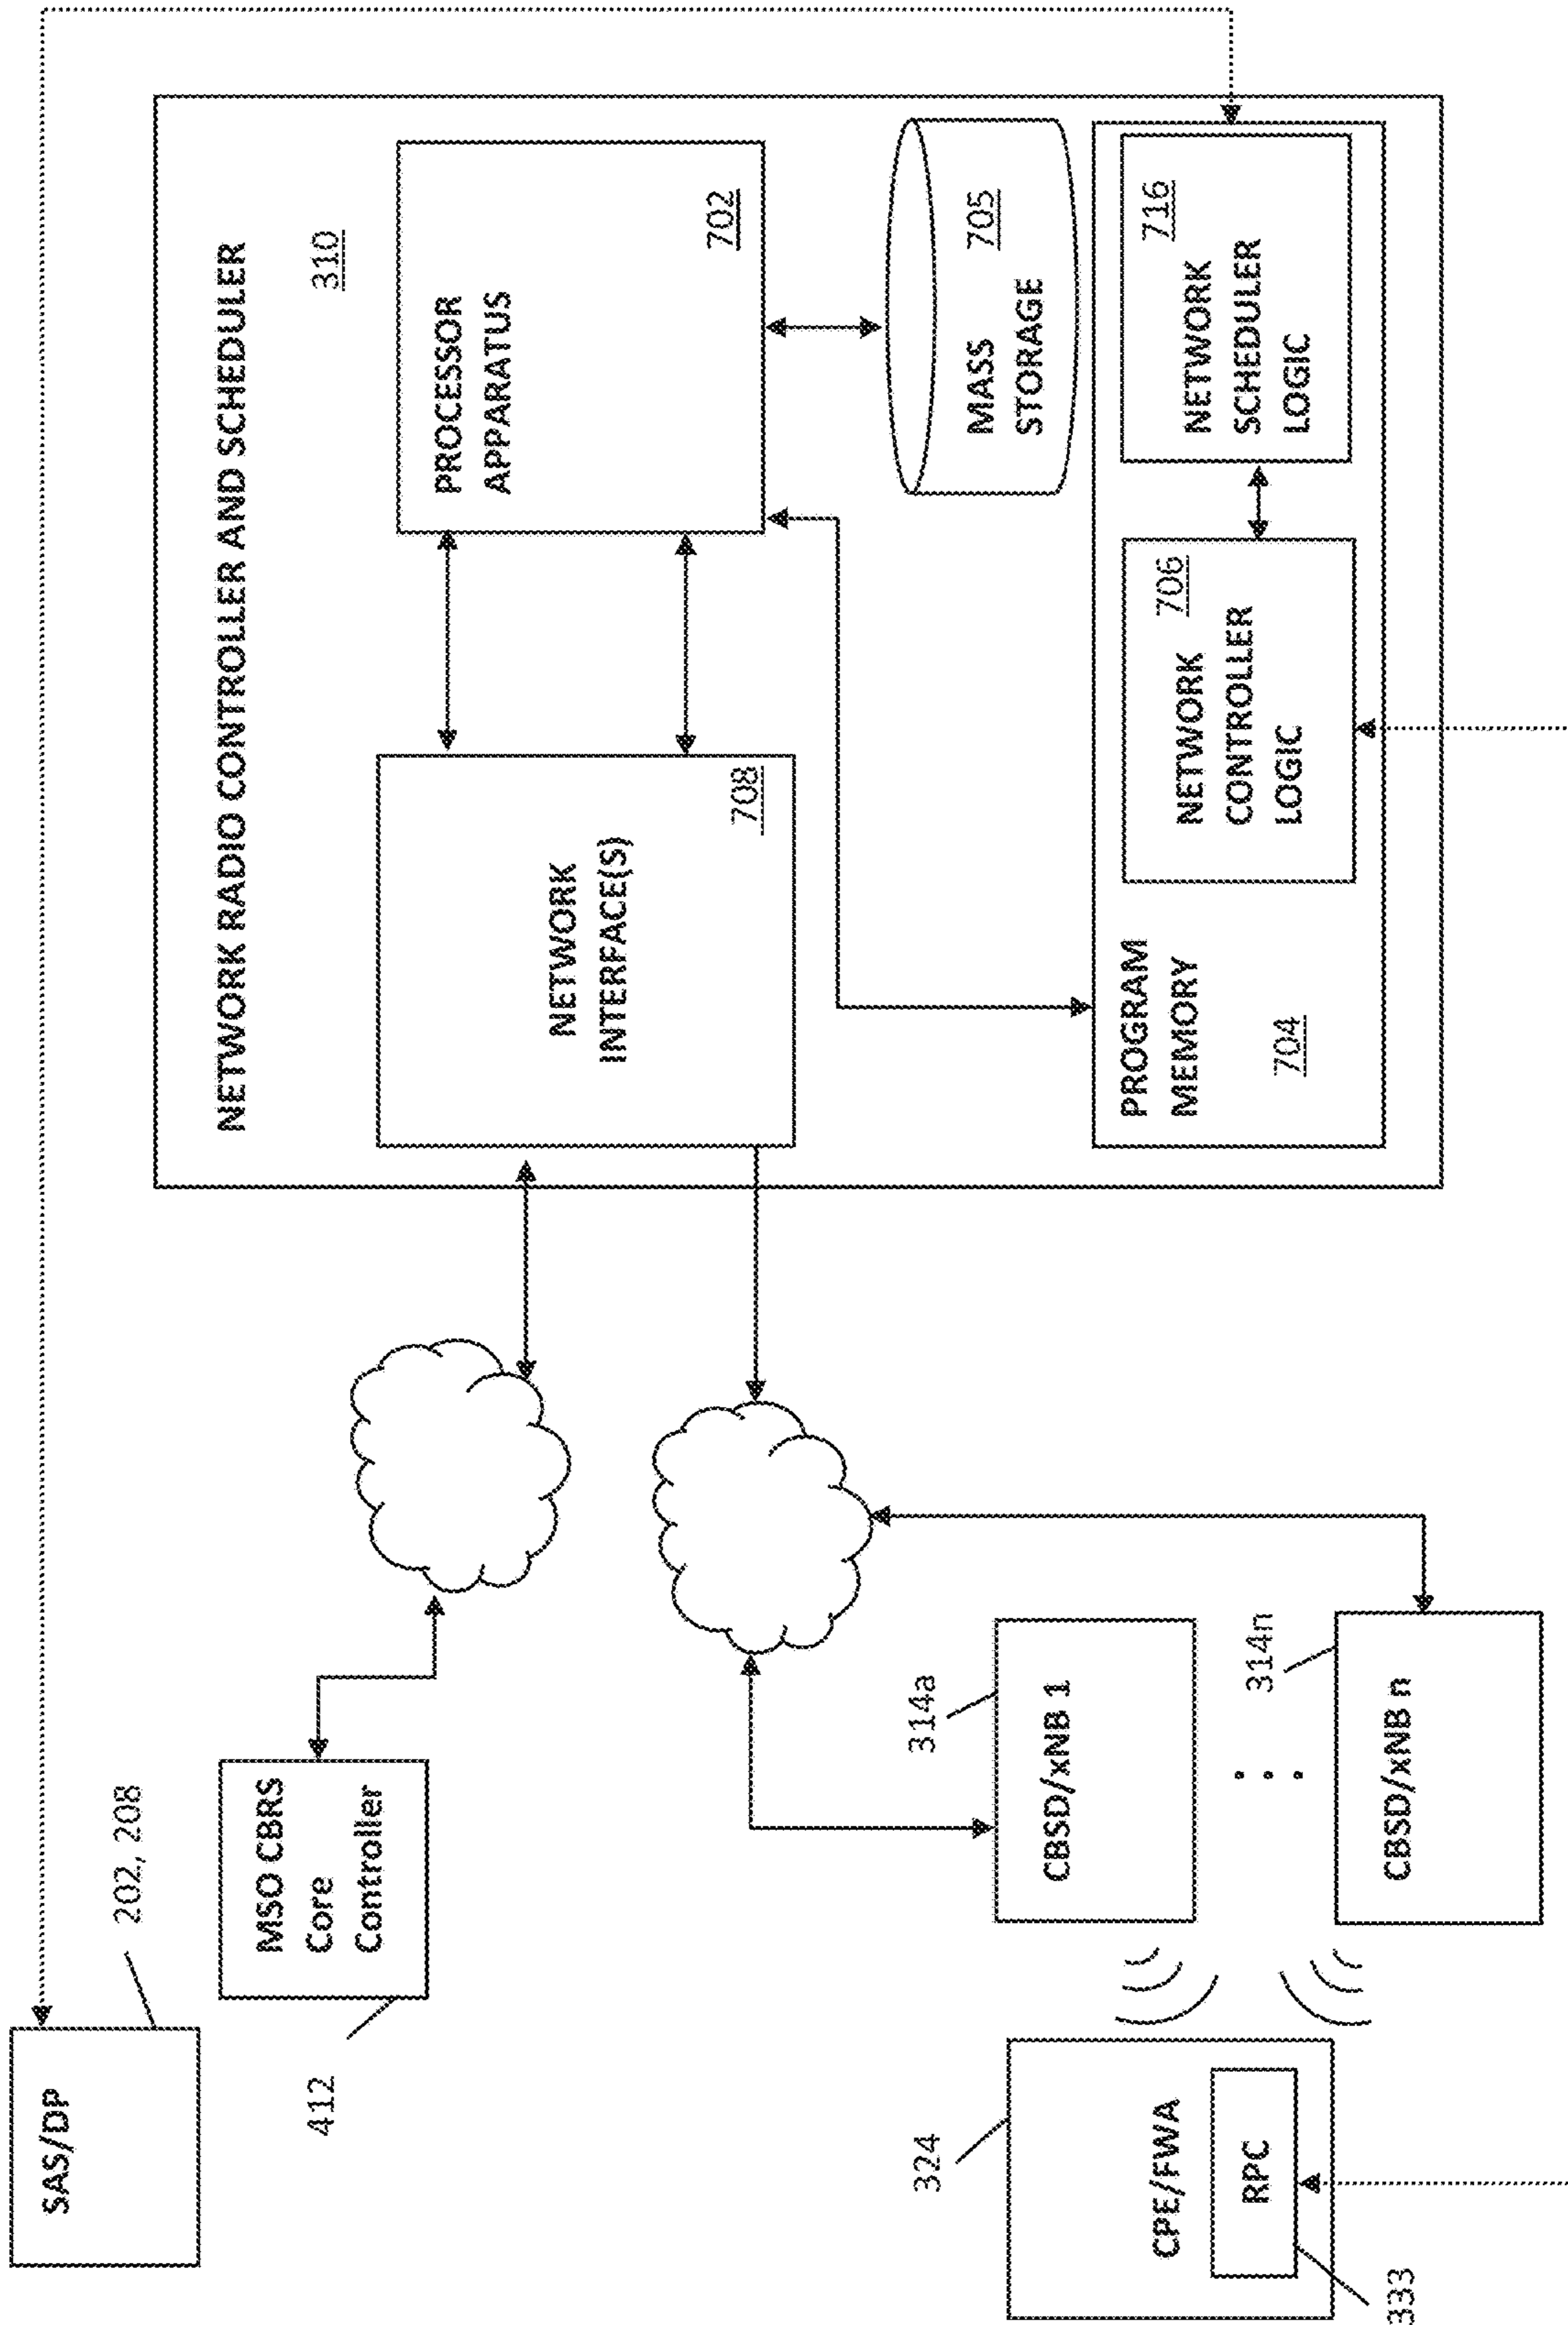 SAS/DP
202, 208
MSO CBRS
Core
Controller
412
NETWORK RADIO CONTROLLER AND SCHEDULER
310
NETWORK
INTERFACE(S)
708
PROCESSOR
APPARATUS
702
MASS
STORAGE
705
PROGRAM
MEMORY
704
NETWORK
CONTROLLER
LOGIC
706
NETWORK
SCHEDULER
LOGIC
716
CPE/FWA
RPC
324
333
CBSD/xNB 1
314a
CBSD/xNB n
314n